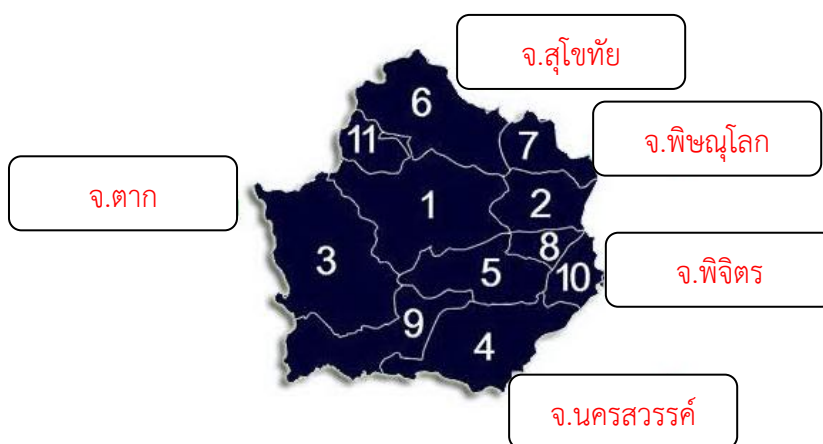 จ.สุโขทัย
6
11
7
จ.พิษณุโลก
จ.ตาก
1
2
3
8
5
10
จ.พิจิตร
9
4
จ.นครสวรรค์